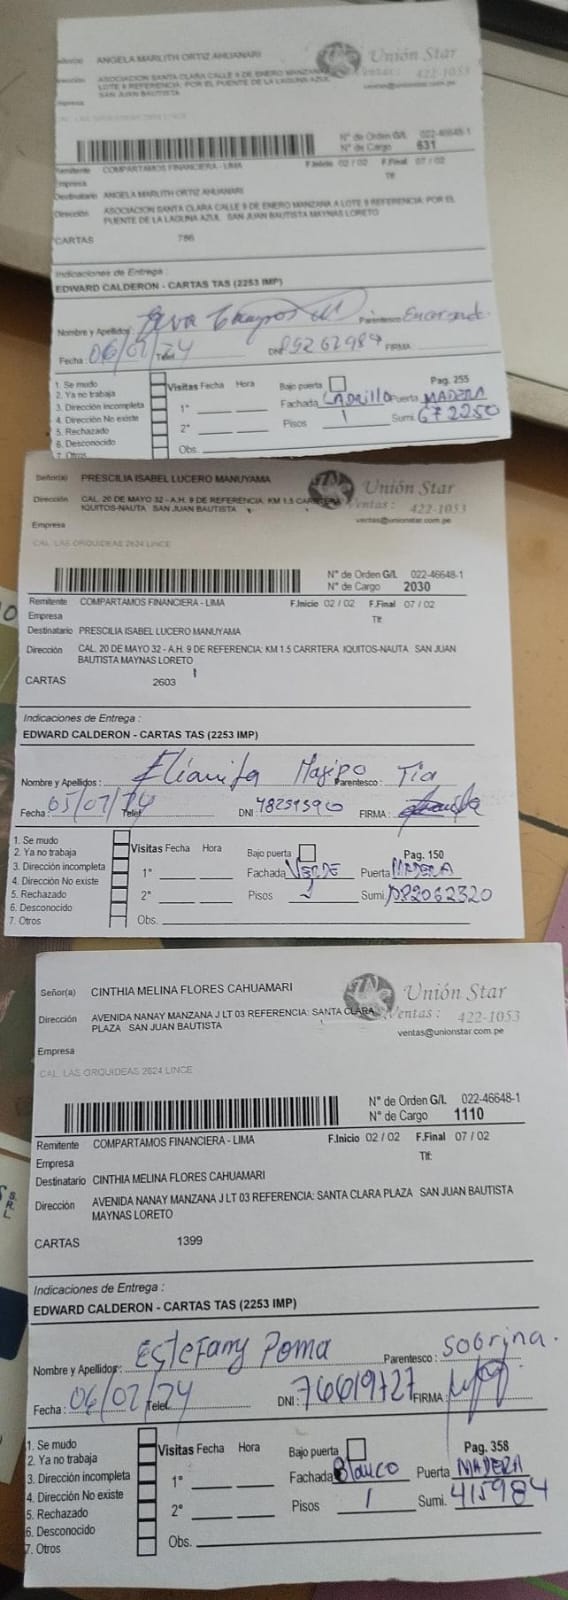 Señor(a) ANGELA MARILITH ORTIZ AHUANARI
Unión Star
Dirección ASOCIACION SANTA CLARA CALLE 9 DE ENERO MANZANA
LOTE 9 REFERENCIA: POR EL PUENTE DE LA LAGUNA AZUL
SAN JUAN BAUTISTA
Ventas: 422-1053
ventas@unionstar.com.pe
Empresa
N° de Orden G/L 022-46648-1
N° de Cargo 631
Remitente COMPARTAMOS FINANCIERA - LIMA F.Inicio 02 / 02 F.Final 07 / 02
Empresa Tlf:
Destinatario ANGELA MARILITH ORTIZ AHUANARI
Dirección ASOCIACION SANTA CLARA CALLE 9 DE ENERO MANZANA A LOTE 9 REFERENCIA: POR EL
PUENTE DE LA LAGUNA AZUL SAN JUAN BAUTISTA MAYNAS LORETO
CARTAS 786
Indicaciones de Entrega :
EDWARD CALDERON - CARTAS TAS (2253 IMP)
Nombre y Apellidos : Parentesco :
Fecha : 06/02/24 Telef. DNI FIRMA:
1. Se mudo
2. Ya no trabaja
3. Dirección incompleta
4. Dirección No existe
5. Rechazado
6. Desconocido
7. Otros
Visitas Fecha Hora
1°
2°
Obs.
Bajo puerta Pag. 255
Fachada LADRILLO Puerta MADERA
Pisos 1 Sumi. 672250
Señor(a) PRESCILIA ISABEL LUCERO MANUYAMA
Unión Star
Dirección CAL. 20 DE MAYO 32 - A.H. 9 DE REFERENCIA: KM 1.5 CARRTERA
IQUITOS-NAUTA SAN JUAN BAUTISTA
Ventas : 422-1053
ventas@unionstar.com.pe
Empresa
CAL. LAS ORQUIDEAS 2624 LINCE
N° de Orden G/L 022-46648-1
N° de Cargo 2030
Remitente COMPARTAMOS FINANCIERA - LIMA F.Inicio 02 / 02 F.Final 07 / 02
Empresa Tlf:
Destinatario PRESCILIA ISABEL LUCERO MANUYAMA
Dirección CAL. 20 DE MAYO 32 - A.H. 9 DE REFERENCIA: KM 1.5 CARRTERA IQUITOS-NAUTA SAN JUAN
BAUTISTA MAYNAS LORETO
CARTAS 2603
Indicaciones de Entrega :
EDWARD CALDERON - CARTAS TAS (2253 IMP)
Nombre y Apellidos : Parentesco : Tia
Fecha : 05/02/24 Telef. DNI FIRMA:
1. Se mudo
2. Ya no trabaja
3. Dirección incompleta
4. Dirección No existe
5. Rechazado
6. Desconocido
7. Otros
Visitas Fecha Hora
1°
2°
Obs.
Bajo puerta Pag. 150
Fachada VERDE Puerta MADERA
Pisos 1 Sumi.
Señor(a) CINTHIA MELINA FLORES CAHUAMARI
Unión Star
Dirección AVENIDA NANAY MANZANA J LT 03 REFERENCIA: SANTA CLARA
PLAZA SAN JUAN BAUTISTA
Ventas : 422-1053
ventas@unionstar.com.pe
Empresa
CAL. LAS ORQUIDEAS 2624 LINCE
N° de Orden G/L 022-46648-1
N° de Cargo 1110
Remitente COMPARTAMOS FINANCIERA - LIMA F.Inicio 02 / 02 F.Final 07 / 02
Empresa Tlf:
Destinatario CINTHIA MELINA FLORES CAHUAMARI
Dirección AVENIDA NANAY MANZANA J LT 03 REFERENCIA: SANTA CLARA PLAZA SAN JUAN BAUTISTA
MAYNAS LORETO
CARTAS 1399
Indicaciones de Entrega :
EDWARD CALDERON - CARTAS TAS (2253 IMP)
Nombre y Apellidos : Estefany Poma Parentesco : Sobrina.
Fecha : 06/02/24 Telef. DNI : 76619727 FIRMA:
1. Se mudo
2. Ya no trabaja
3. Dirección incompleta
4. Dirección No existe
5. Rechazado
6. Desconocido
7. Otros
Visitas Fecha Hora
1°
2°
Obs.
Bajo puerta Pag. 358
Fachada Blanco Puerta MADERA
Pisos 1 Sumi. 415984